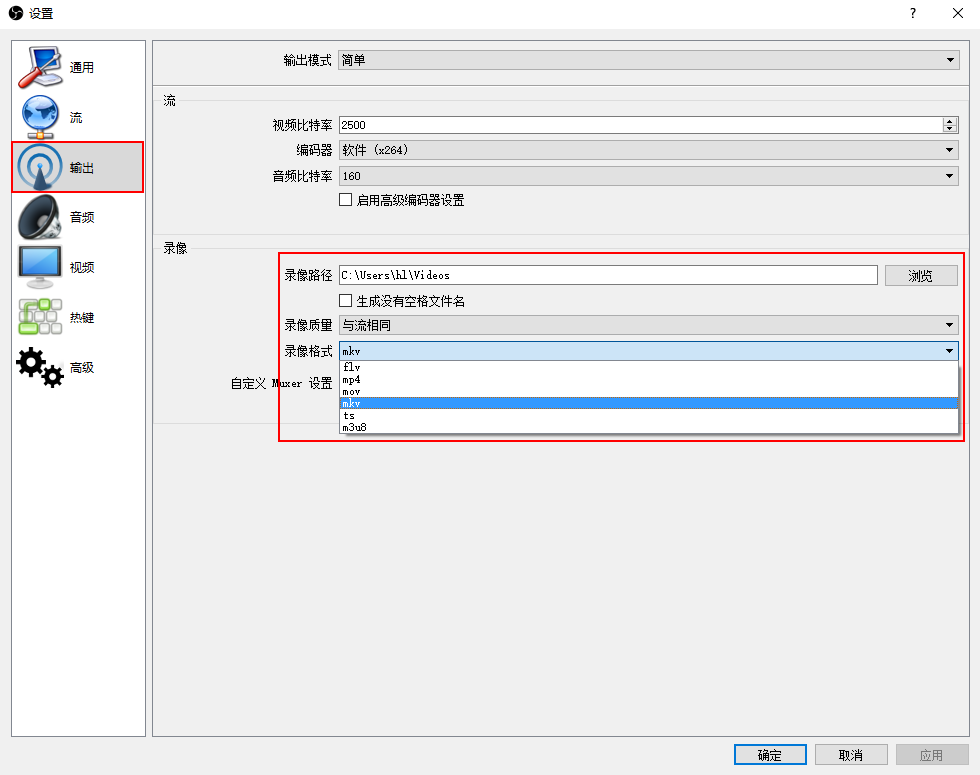 设置
?
通用
流
输出
音频
视频
热键
高级
输出模式 简单
流
视频比特率 2500
编码器 软件 (x264)
音频比特率 160
启用高级编码器设置
录像
录像路径 C:\Users\hl\Videos 浏览
生成没有空格文件名
录像质量 与流相同
录像格式 mkv
flv
自定义 Muxer 设置
mp4
mov
mkv
ts
m3u8
确定 取消 应用